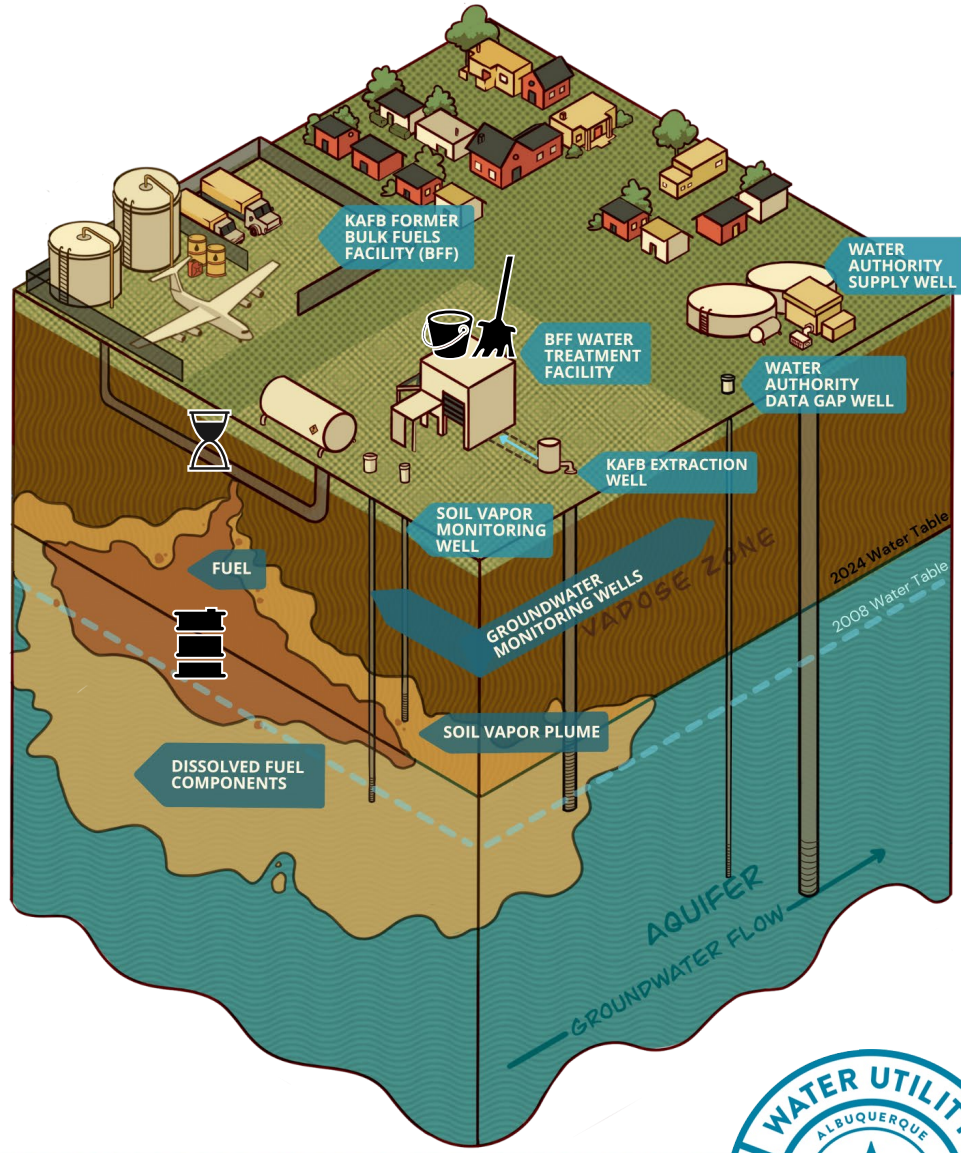 KAFB FORMER
BULK FUELS
FACILITY (BFF)
WATER
AUTHORITY
SUPPLY WELL
BFF WATER
TREATMENT
FACILITY
WATER
AUTHORITY
DATA GAP WELL
KAFB EXTRACTION
WELL
SOIL VAPOR
MONITORING
WELL
FUEL
GROUNDWATER
MONITORING WELLS
VADOSE ZONE
2024 Water Table
2008 Water Table
SOIL VAPOR PLUME
DISSOLVED FUEL
COMPONENTS
AQUIFER
GROUNDWATER FLOW
WATER UTILITY
ALBUQUERQUE